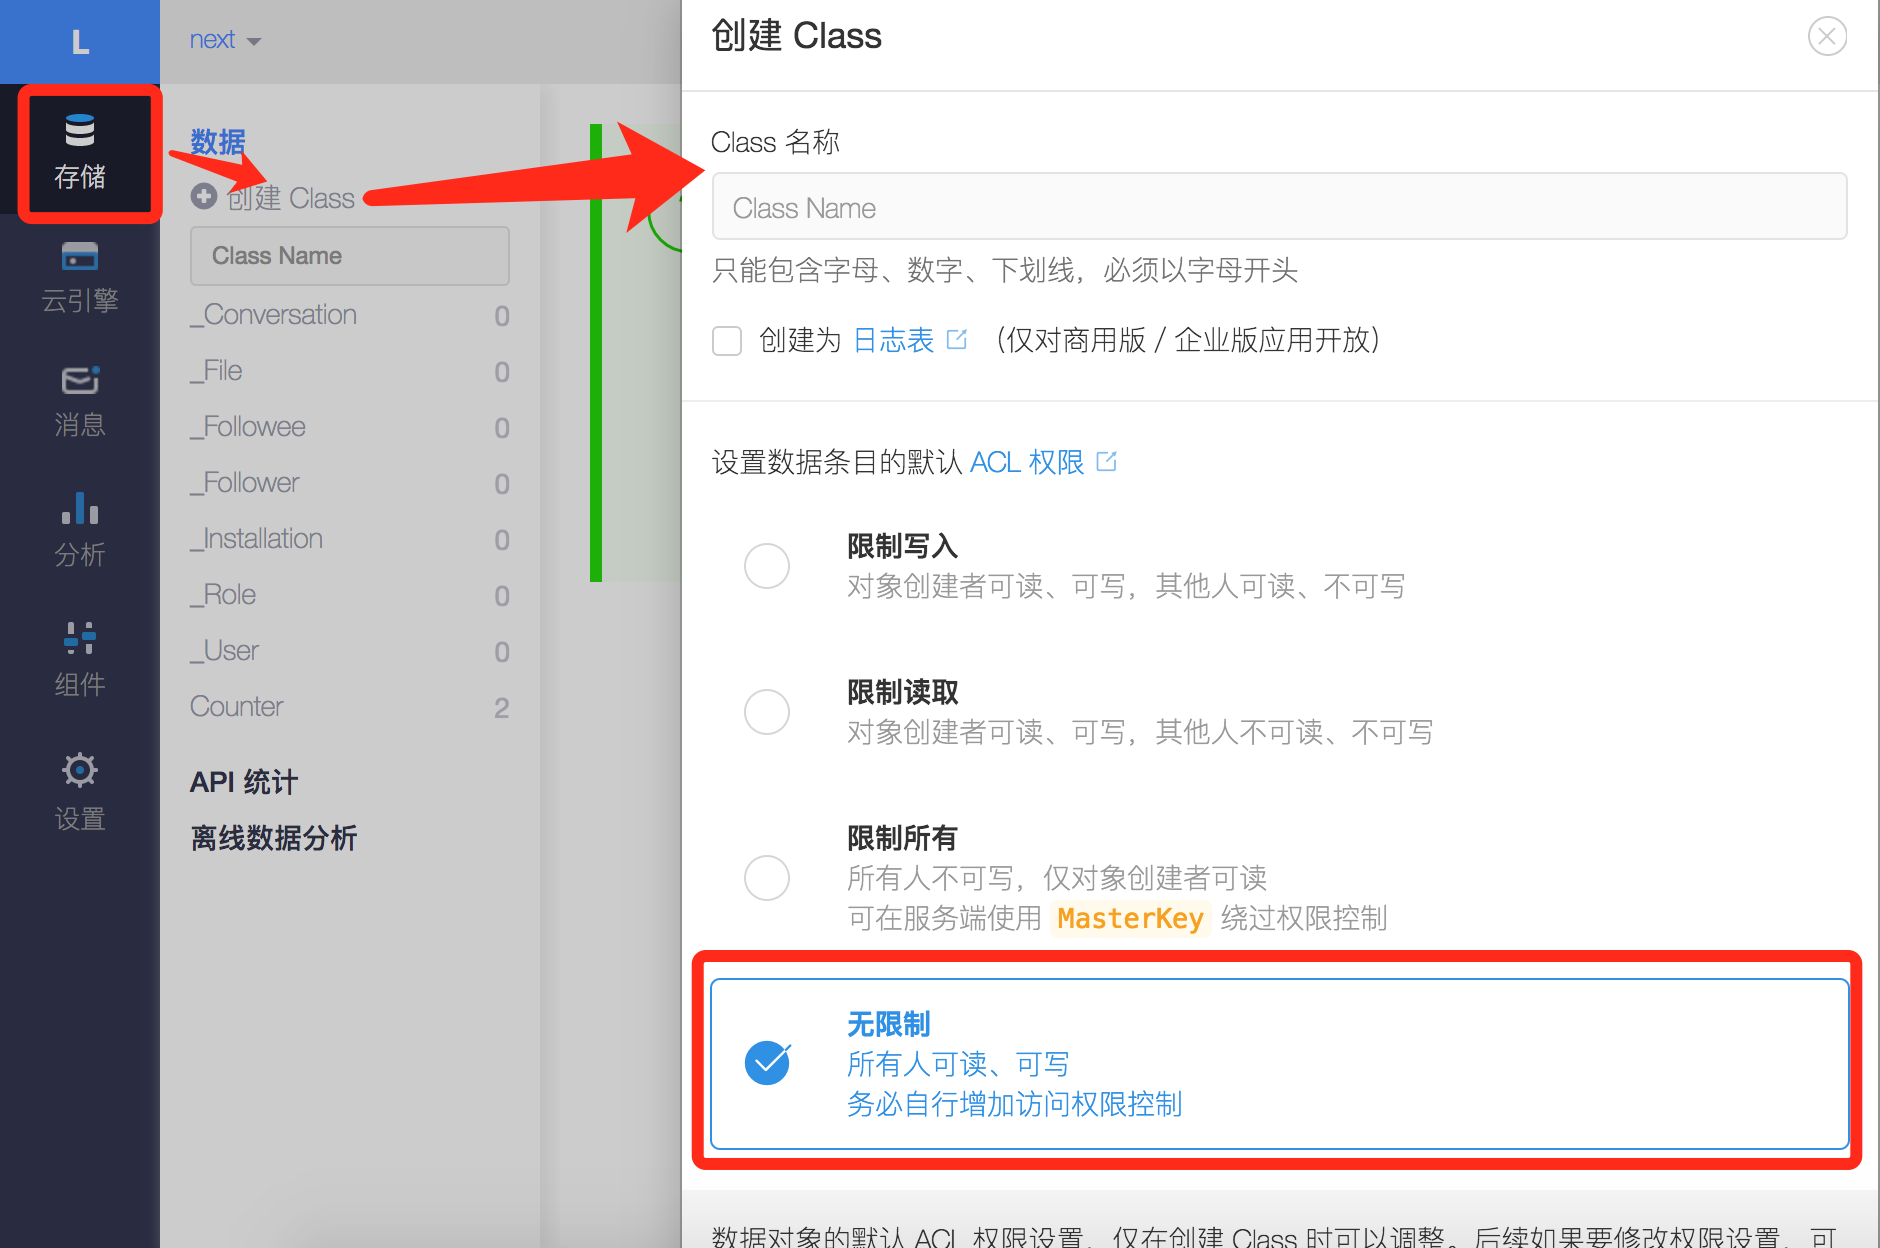 L
存储
云引擎
消息
分析
组件
设置
next
数据
创建 Class
Class Name
_Conversation 0
_File 0
_Followee 0
_Follower 0
_Installation 0
_Role 0
_User 0
Counter 2
API 统计
离线数据分析
创建 Class
Class 名称
Class Name
只能包含字母、数字、下划线，必须以字母开头
创建为 日志表 （仅对商用版 / 企业版应用开放）
设置数据条目的默认 ACL 权限
限制写入
对象创建者可读、可写，其他人可读、不可写
限制读取
对象创建者可读、可写，其他人不可读、不可写
限制所有
所有人不可写，仅对象创建者可读
可在服务端使用 MasterKey 绕过权限控制
无限制
所有人可读、可写
务必自行增加访问权限控制
数据对象的默认 ACL 权限设置，仅在创建 Class 时可以调整。后续如果要修改权限设置，可